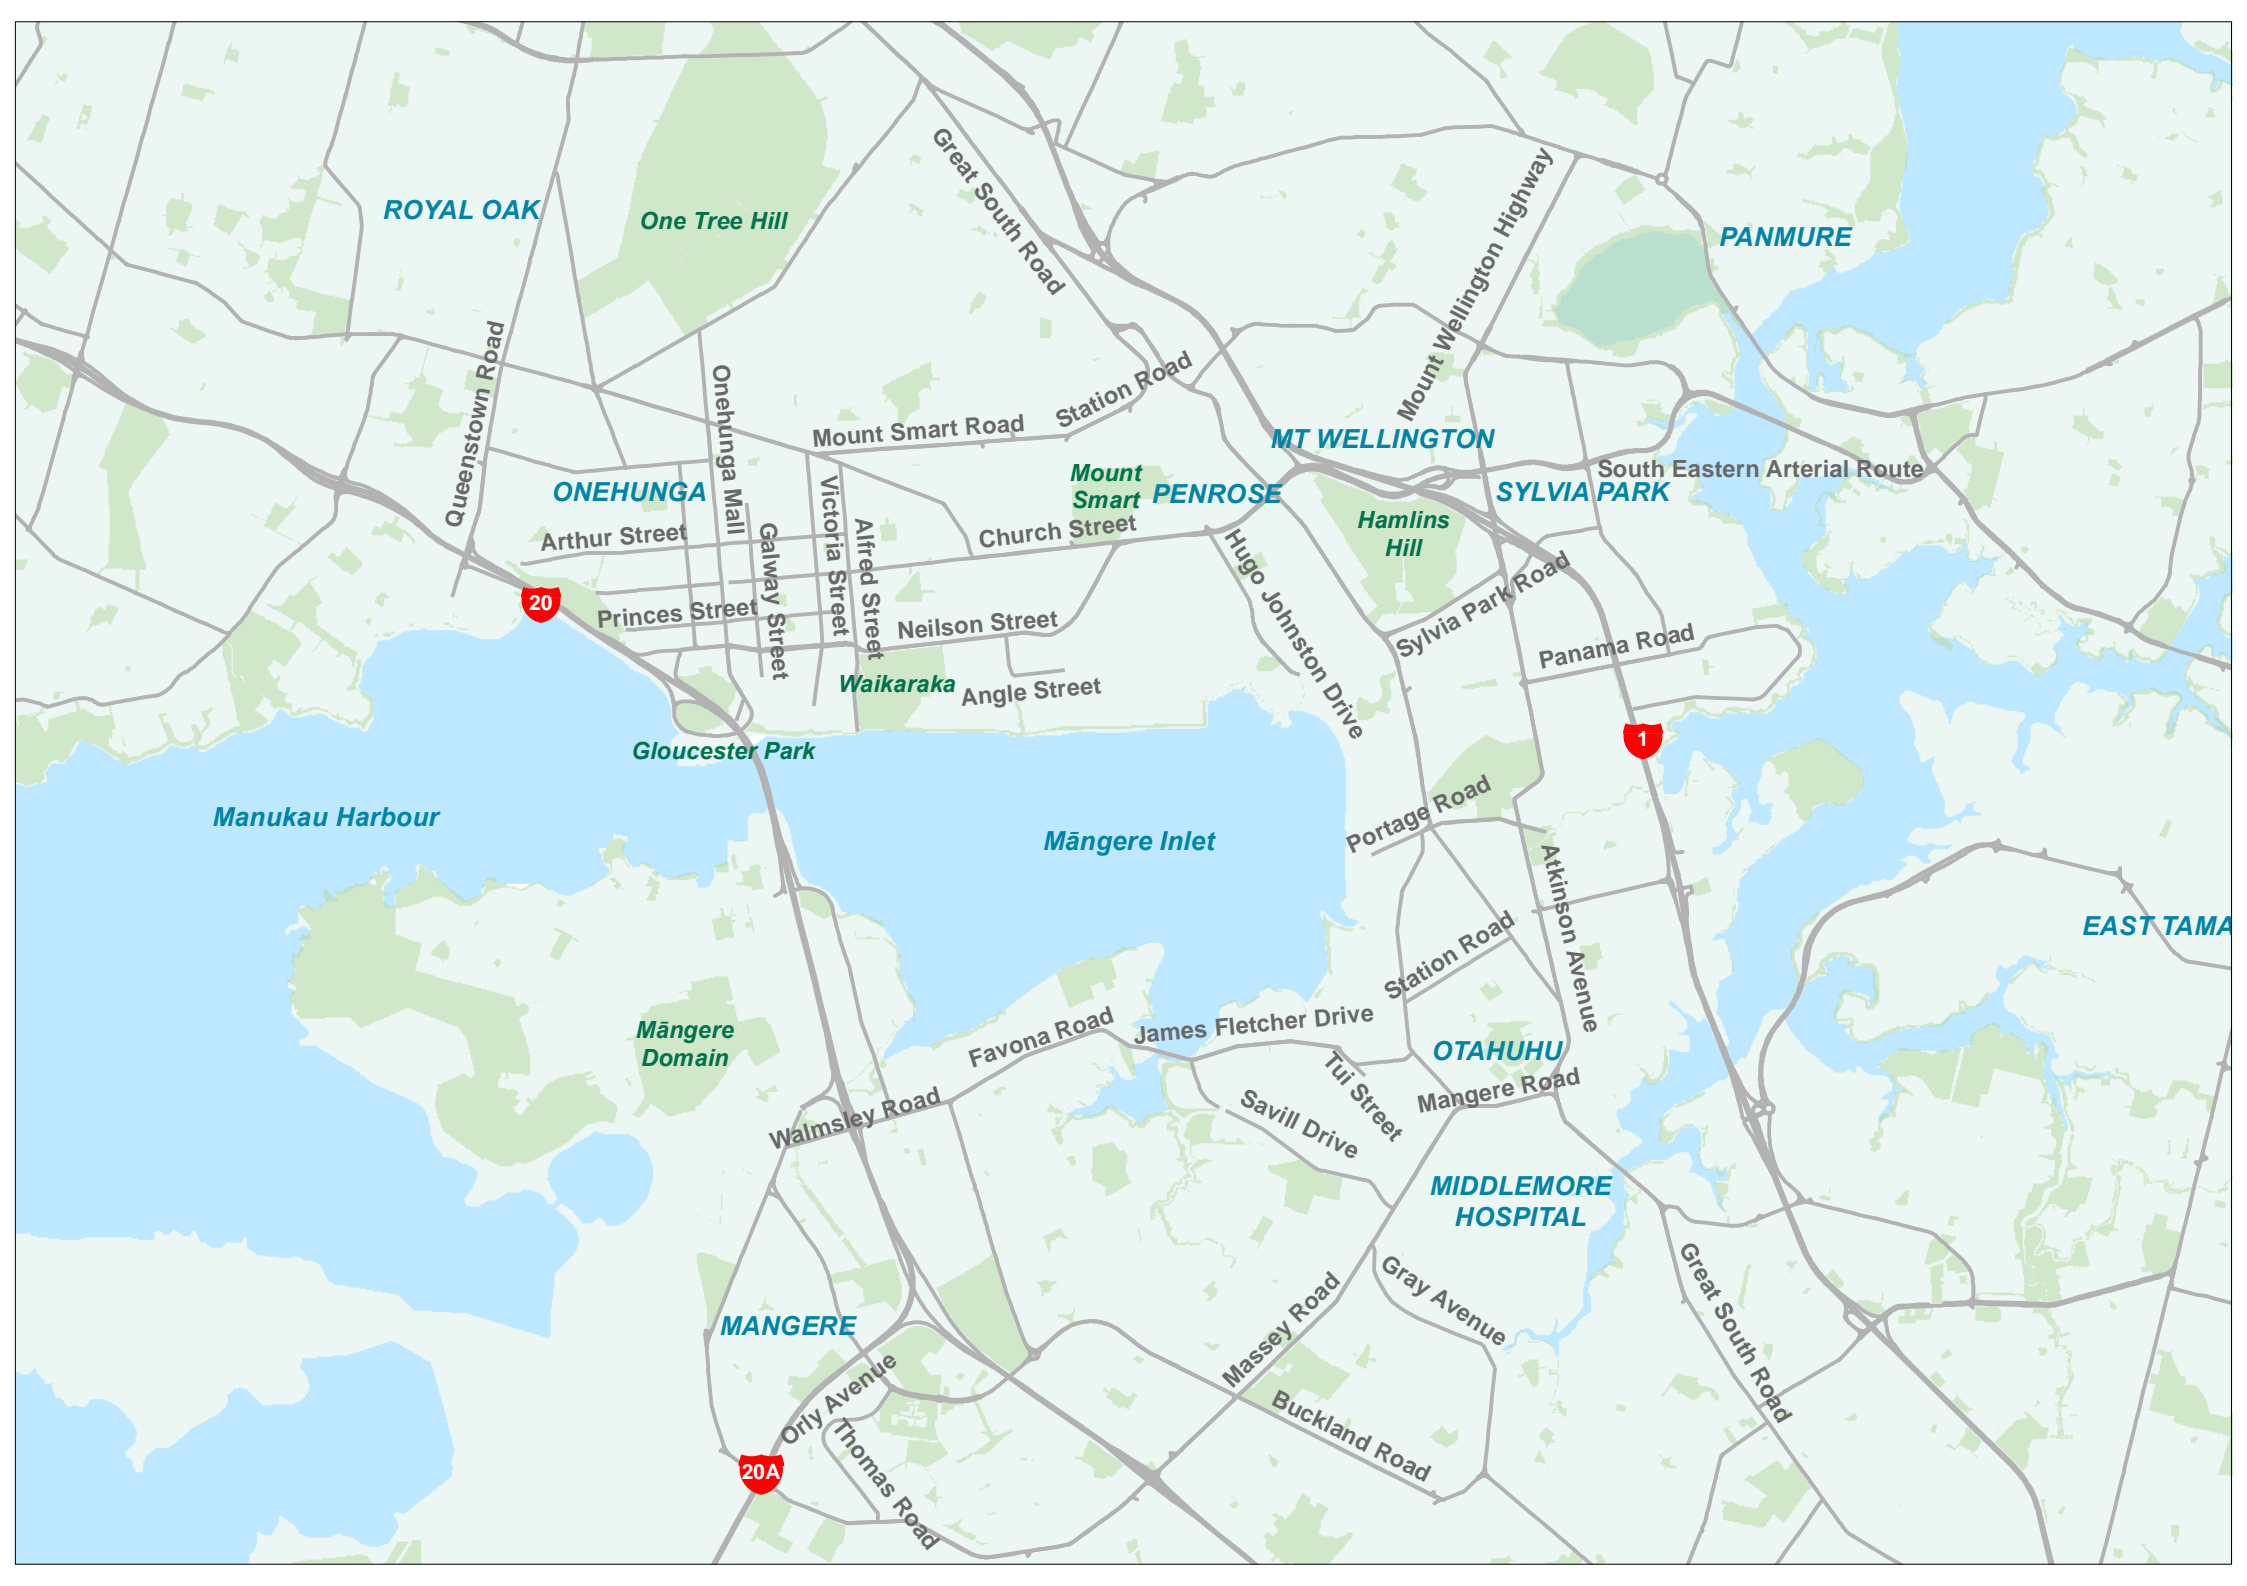 ROYAL OAK
One Tree Hill
Great South Road
Mount Wellington Highway
PANMURE
Queenstown Road
Onehunga Mall
Mount Smart Road
Station Road
MT WELLINGTON
South Eastern Arterial Route
ONEHUNGA
Mount
Smart
PENROSE
SYLVIA PARK
Victoria Street
Alfred Street
Galway Street
Arthur Street
Church Street
Hamlins
Hill
Hugo Johnston Drive
Sylvia Park Road
20
Princes Street
Neilson Street
Panama Road
Waikaraka
Angle Street
Gloucester Park
1
Manukau Harbour
Māngere Inlet
Portage Road
Atkinson Avenue
EAST TAMA
Station Road
Māngere
Domain
Favona Road
James Fletcher Drive
OTAHUHU
Tui Street
Mangere Road
Walmsley Road
Savill Drive
MIDDLEMORE
HOSPITAL
Great South Road
Gray Avenue
Massey Road
MANGERE
Orly Avenue
Buckland Road
Thomas Road
20A